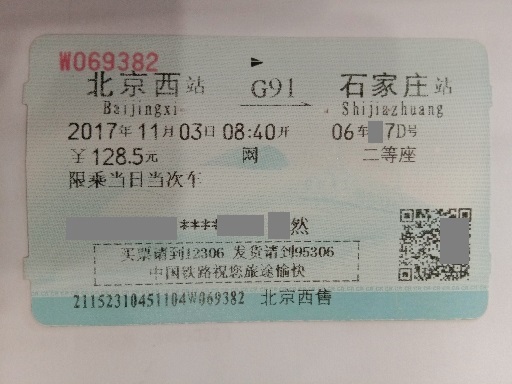 W069382
北京西站 G91 石家庄站
Baijingxi Shijiazhuang
2017年11月03日08:40开 06车 7D号
￥128.5元 网 二等座
限乘当日当次车
**** 然
买票请到12306 发货请到95306
中国铁路祝您旅途愉快
21152310451104W069382 北京西售